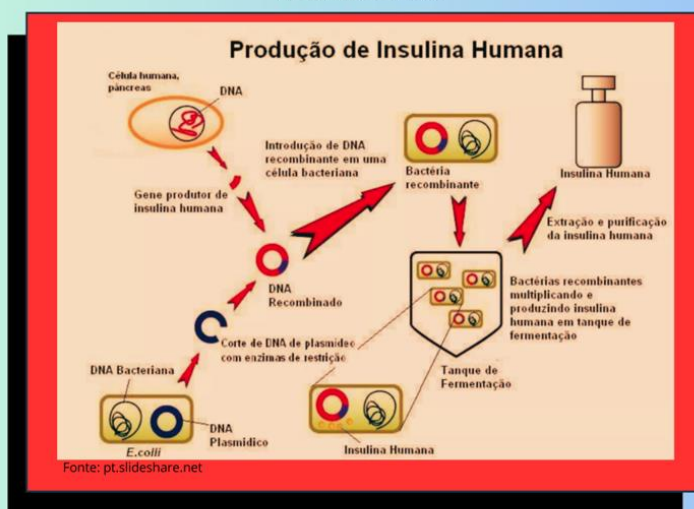 Produção de Insulina Humana
Célula humana,
pâncreas
DNA
Gene produtor de
insulina humana
Introdução de DNA
recombinante em uma
célula bacteriana
Bactéria
recombinante
Insulina Humana
Extração e purificação
da insulina humana
DNA
Recombinado
Corte de DNA de plasmídeo
com enzimas de restrição
Bactérias recombinantes
multiplicando e
produzindo insulina
humana em tanque de
fermentação
Tanque de
Fermentação
DNA Bacteriana
DNA
Plasmidico
E.colli
Insulina Humana
Fonte: pt.slideshare.net